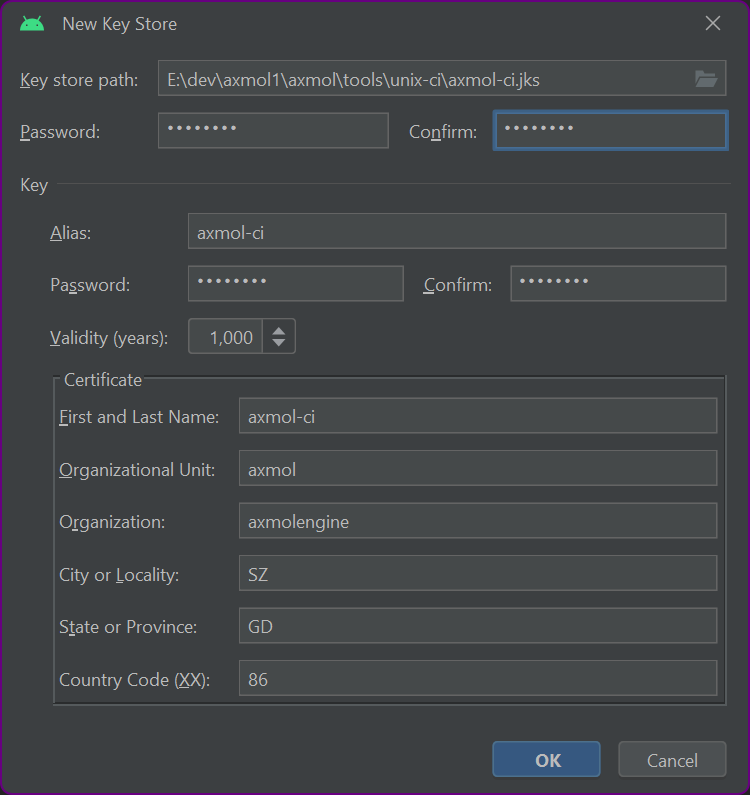 New Key Store
Key store path: E:\dev\axmol1\axmol\tools\unix-ci\axmol-ci.jks
Password: •••••••• Confirm: ••••••••
Key
Alias: axmol-ci
Password: •••••••• Confirm: ••••••••
Validity (years): 1,000
Certificate
First and Last Name: axmol-ci
Organizational Unit: axmol
Organization: axmolengine
City or Locality: SZ
State or Province: GD
Country Code (XX): 86
OK Cancel